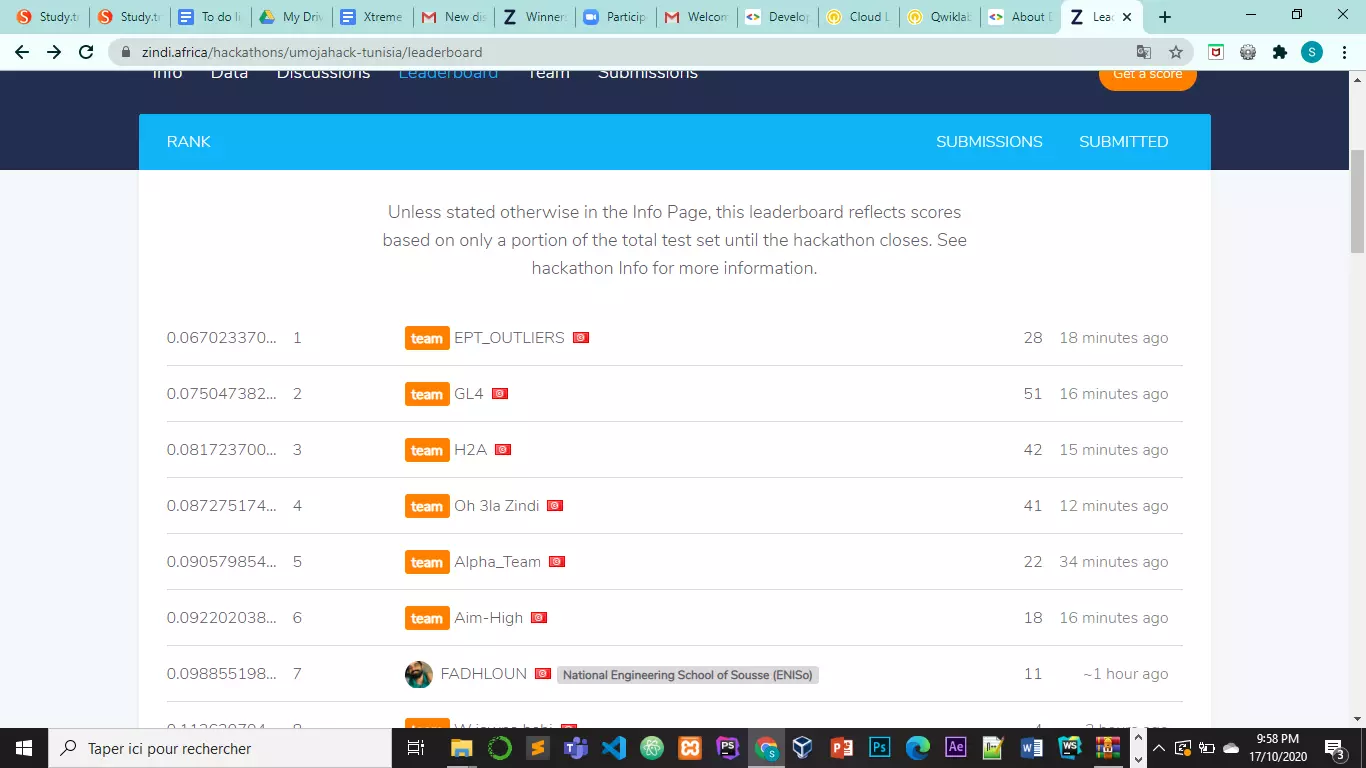 Study.t
Study.tr
To do li
My Driv
Xtreme
New dis
Winner
Particip
Welcom
Develop
Cloud L
Qwiklab
About D
Lea
zindi.africa/hackathons/umojahack-tunisia/leaderboard
S
Info Data Discussions Leaderboard Team Submissions Get a score
RANK SUBMISSIONS SUBMITTED
Unless stated otherwise in the Info Page, this leaderboard reflects scores
based on only a portion of the total test set until the hackathon closes. See
hackathon Info for more information.
0.067023370... 1 team EPT_OUTLIERS 28 18 minutes ago
0.075047382... 2 team GL4 51 16 minutes ago
0.081723700... 3 team H2A 42 15 minutes ago
0.087275174... 4 team Oh 3la Zindi 41 12 minutes ago
0.090579854... 5 team Alpha_Team 22 34 minutes ago
0.092202038... 6 team Aim-High 18 16 minutes ago
0.098855198... 7 FADHLOUN National Engineering School of Sousse (ENISo) 11 ~1 hour ago
Taper ici pour rechercher
9:58 PM
17/10/2020
3